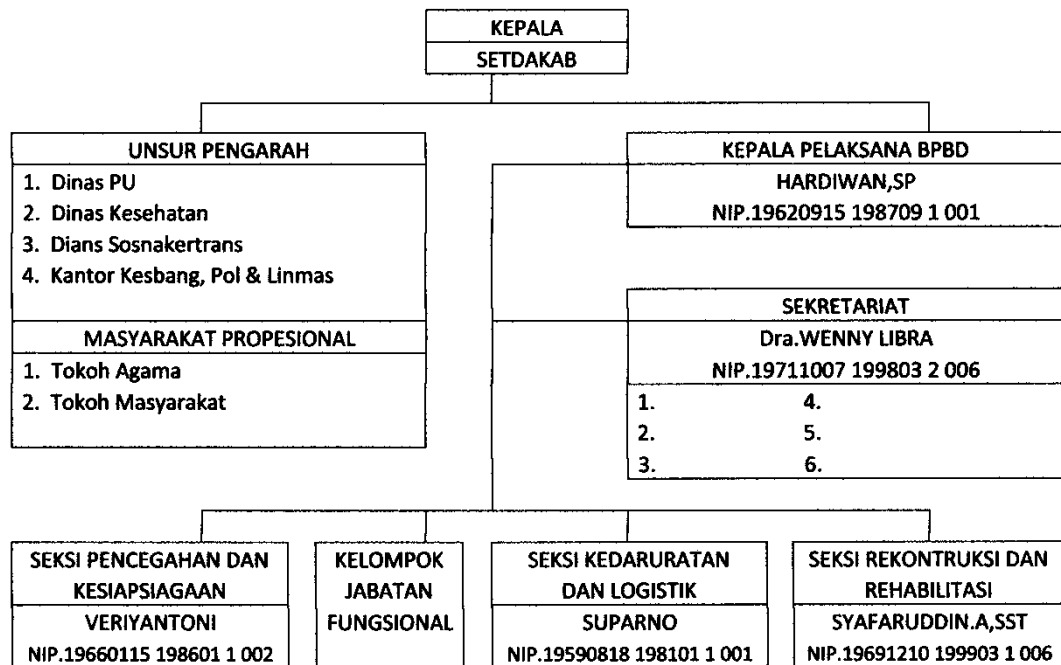 KEPALA
SETDAKAB
UNSUR PENGARAH
1. Dinas PU
2. Dinas Kesehatan
3. Dians Sosnakertrans
4. Kantor Kesbang, Pol & Linmas
MASYARAKAT PROPESIONAL
1. Tokoh Agama
2. Tokoh Masyarakat
KEPALA PELAKSANA BPBD
HARDIWAN,SP
NIP.19620915 198709 1 001
SEKRETARIAT
Dra.WENNY LIBRA
NIP.19711007 199803 2 006
1. 4.
2. 5.
3. 6.
SEKSI PENCEGAHAN DAN
KESIAPSIAGAAN
VERIYANTONI
NIP.19660115 198601 1 002
KELOMPOK
JABATAN
FUNGSIONAL
SEKSI KEDARURATAN
DAN LOGISTIK
SUPARNO
NIP.19590818 198101 1 001
SEKSI REKONTRUKSI DAN
REHABILITASI
SYAFARUDDIN.A,SST
NIP.19691210 199903 1 006